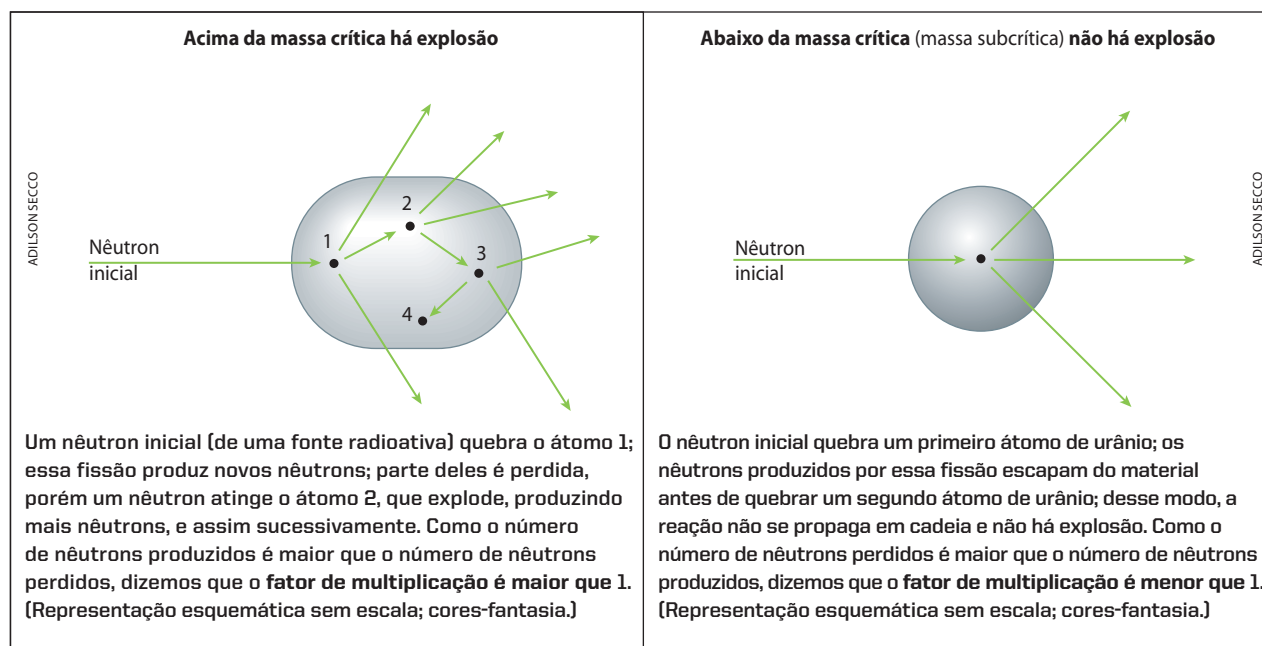 Acima da massa crítica há explosão
ADILSON SECCO
Nêutron
inicial
1
2
3
4
Um nêutron inicial (de uma fonte radioativa) quebra o átomo 1;
essa fissão produz novos nêutrons; parte deles é perdida,
porém um nêutron atinge o átomo 2, que explode, produzindo
mais nêutrons, e assim sucessivamente. Como o número
de nêutrons produzidos é maior que o número de nêutrons
perdidos, dizemos que o fator de multiplicação é maior que 1.
(Representação esquemática sem escala; cores-fantasia.)
Abaixo da massa crítica (massa subcrítica) não há explosão
Nêutron
inicial
ADILSON SECCO
O nêutron inicial quebra um primeiro átomo de urânio; os
nêutrons produzidos por essa fissão escapam do material
antes de quebrar um segundo átomo de urânio; desse modo, a
reação não se propaga em cadeia e não há explosão. Como o
número de nêutrons perdidos é maior que o número de nêutrons
produzidos, dizemos que o fator de multiplicação é menor que 1.
(Representação esquemática sem escala; cores-fantasia.)